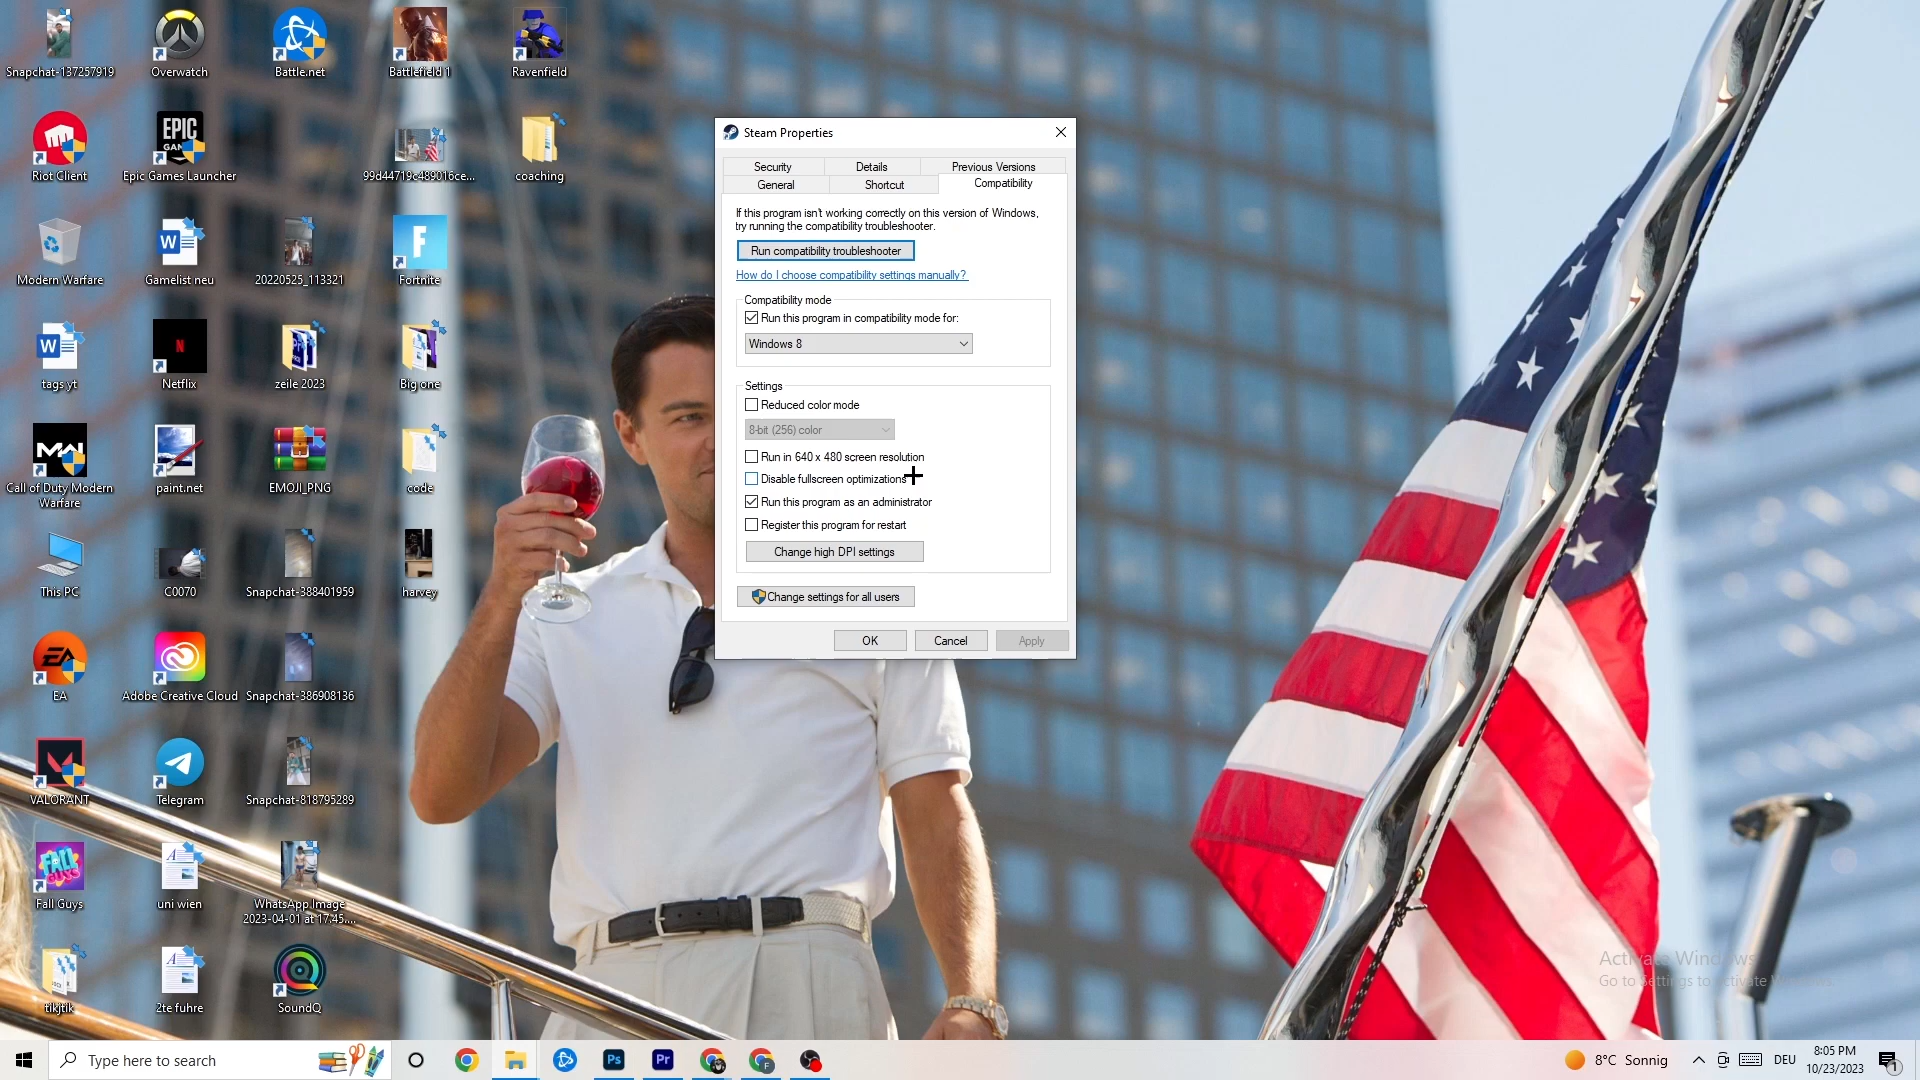 Snapchat-137257919
Overwatch
Battle.net
Battlefield 1
Ravenfield
Riot Client
EPIC
GAMES
Epic Games Launcher
99d44719c489016ce...
coaching
Modern Warfare
Gamelist neu
20220525_113321
Fortnite
tags yt
Netflix
zeile 2023
Big one
Call of Duty Modern
Warfare
paint.net
EMOJI_PNG
code
This PC
C0070
Snapchat-388401959
harvey
EA
Adobe Creative Cloud
Snapchat-386908136
VALORANT
Telegram
Snapchat-818795289
FALL
GUYS
Fall Guys
uni wien
WhatsApp Image
2023-04-01 at 17.45....
tikjtik
2te fuhre
SoundQ
Steam Properties
Security
Details
Previous Versions
General
Shortcut
Compatibility
If this program isn't working correctly on this version of Windows,
try running the compatibility troubleshooter.
Run compatibility troubleshooter
How do I choose compatibility settings manually?
Compatibility mode
Run this program in compatibility mode for:
Windows 8
Settings
Reduced color mode
8-bit (256) color
Run in 640 x 480 screen resolution
Disable fullscreen optimizations
Run this program as an administrator
Register this program for restart
Change high DPI settings
Change settings for all users
OK
Cancel
Apply
Activate Windows
Go to Settings to activate
Type here to search
Ps
Pr
8°C Sonnig
DEU
8:05 PM
10/23/2023
1